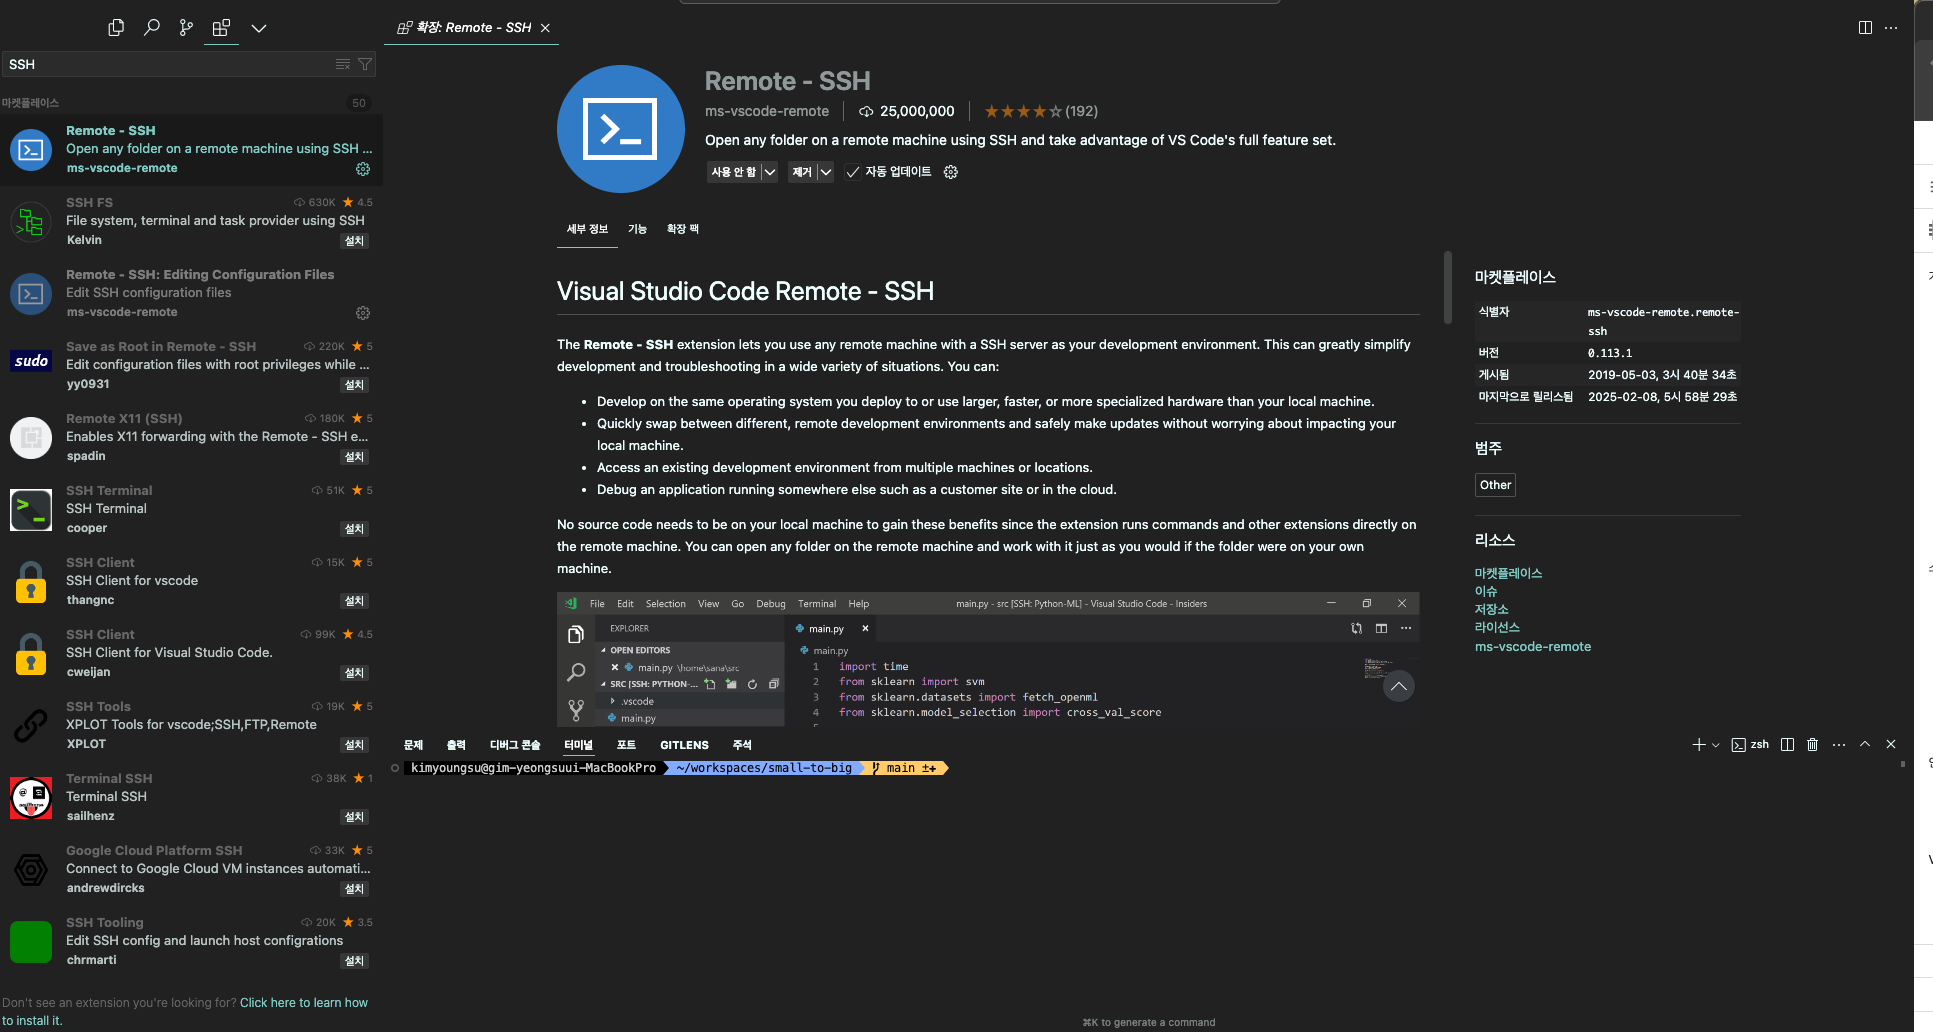 확장: Remote - SSH
SSH
마켓플레이스
50
Remote - SSH
Open any folder on a remote machine using SSH ...
ms-vscode-remote
SSH FS
630K
4.5
File system, terminal and task provider using SSH
Kelvin
설치
Remote - SSH: Editing Configuration Files
Edit SSH configuration files
ms-vscode-remote
sudo
Save as Root in Remote - SSH
220K
5
Edit configuration files with root privileges while ...
yy0931
설치
Remote X11 (SSH)
180K
5
Enables X11 forwarding with the Remote - SSH e...
spadin
설치
SSH Terminal
51K
5
SSH Terminal
cooper
설치
SSH Client
15K
5
SSH Client for vscode
thangnc
설치
SSH Client
99K
4.5
SSH Client for Visual Studio Code.
cweijan
설치
SSH Tools
19K
5
XPLOT Tools for vscode;SSH,FTP,Remote
XPLOT
설치
Terminal SSH
38K
1
Terminal SSH
sailhenz
설치
Google Cloud Platform SSH
33K
5
Connect to Google Cloud VM instances automati...
andrewdircks
설치
SSH Tooling
20K
3.5
Edit SSH config and launch host configrations
chrmarti
설치
Don't see an extension you're looking for? Click here to learn how
to install it.
Remote - SSH
ms-vscode-remote
25,000,000
(192)
Open any folder on a remote machine using SSH and take advantage of VS Code's full feature set.
사용 안 함
제거
자동 업데이트
세부 정보
기능
확장 팩
Visual Studio Code Remote - SSH
The Remote - SSH extension lets you use any remote machine with a SSH server as your development environment. This can greatly simplify
development and troubleshooting in a wide variety of situations. You can:
• Develop on the same operating system you deploy to or use larger, faster, or more specialized hardware than your local machine.
• Quickly swap between different, remote development environments and safely make updates without worrying about impacting your
local machine.
• Access an existing development environment from multiple machines or locations.
• Debug an application running somewhere else such as a customer site or in the cloud.
No source code needs to be on your local machine to gain these benefits since the extension runs commands and other extensions directly on
the remote machine. You can open any folder on the remote machine and work with it just as you would if the folder were on your own
machine.
File Edit Selection View Go Debug Terminal Help
main.py - src [SSH: Python-ML] - Visual Studio Code - Insiders
EXPLORER
OPEN EDITORS
main.py \home\sana\src
SRC [SSH: PYTHON-...
.vscode
main.py
main.py
main.py
1 import time
2 from sklearn import svm
3 from sklearn.datasets import fetch_openml
4 from sklearn.model_selection import cross_val_score
마켓플레이스
식별자
ms-vscode-remote.remote-
ssh
버전
0.113.1
게시됨
2019-05-03, 3시 40분 34초
마지막으로 릴리스됨
2025-02-08, 5시 58분 29초
범주
Other
리소스
마켓플레이스
이슈
저장소
라이선스
ms-vscode-remote
문제
출력
디버그 콘솔
터미널
포트
GITLENS
주석
zsh
kimyoungsu@gim-yeongsuui-MacBookPro ~/workspaces/small-to-big main ±+
⌘K to generate a command